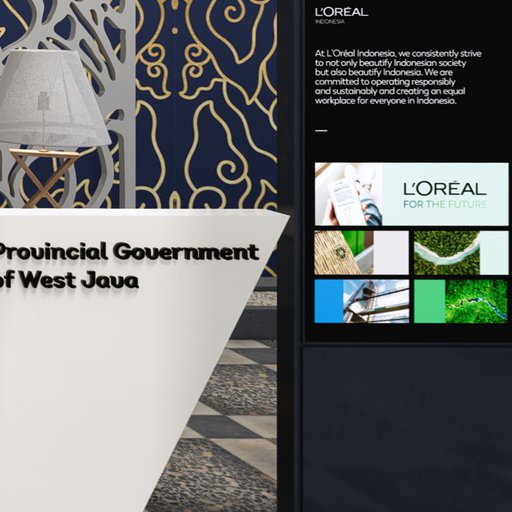 Provincial Government
of West Java
L'ORÉAL
INDONESIA
At L'Oréal Indonesia, we consistently strive
to not only beautify Indonesian society
but also beautify Indonesia. We are
committed to operating responsibly
and sustainably and creating an equal
workplace for everyone in Indonesia.
L'ORÉAL
FOR THE FUTURE